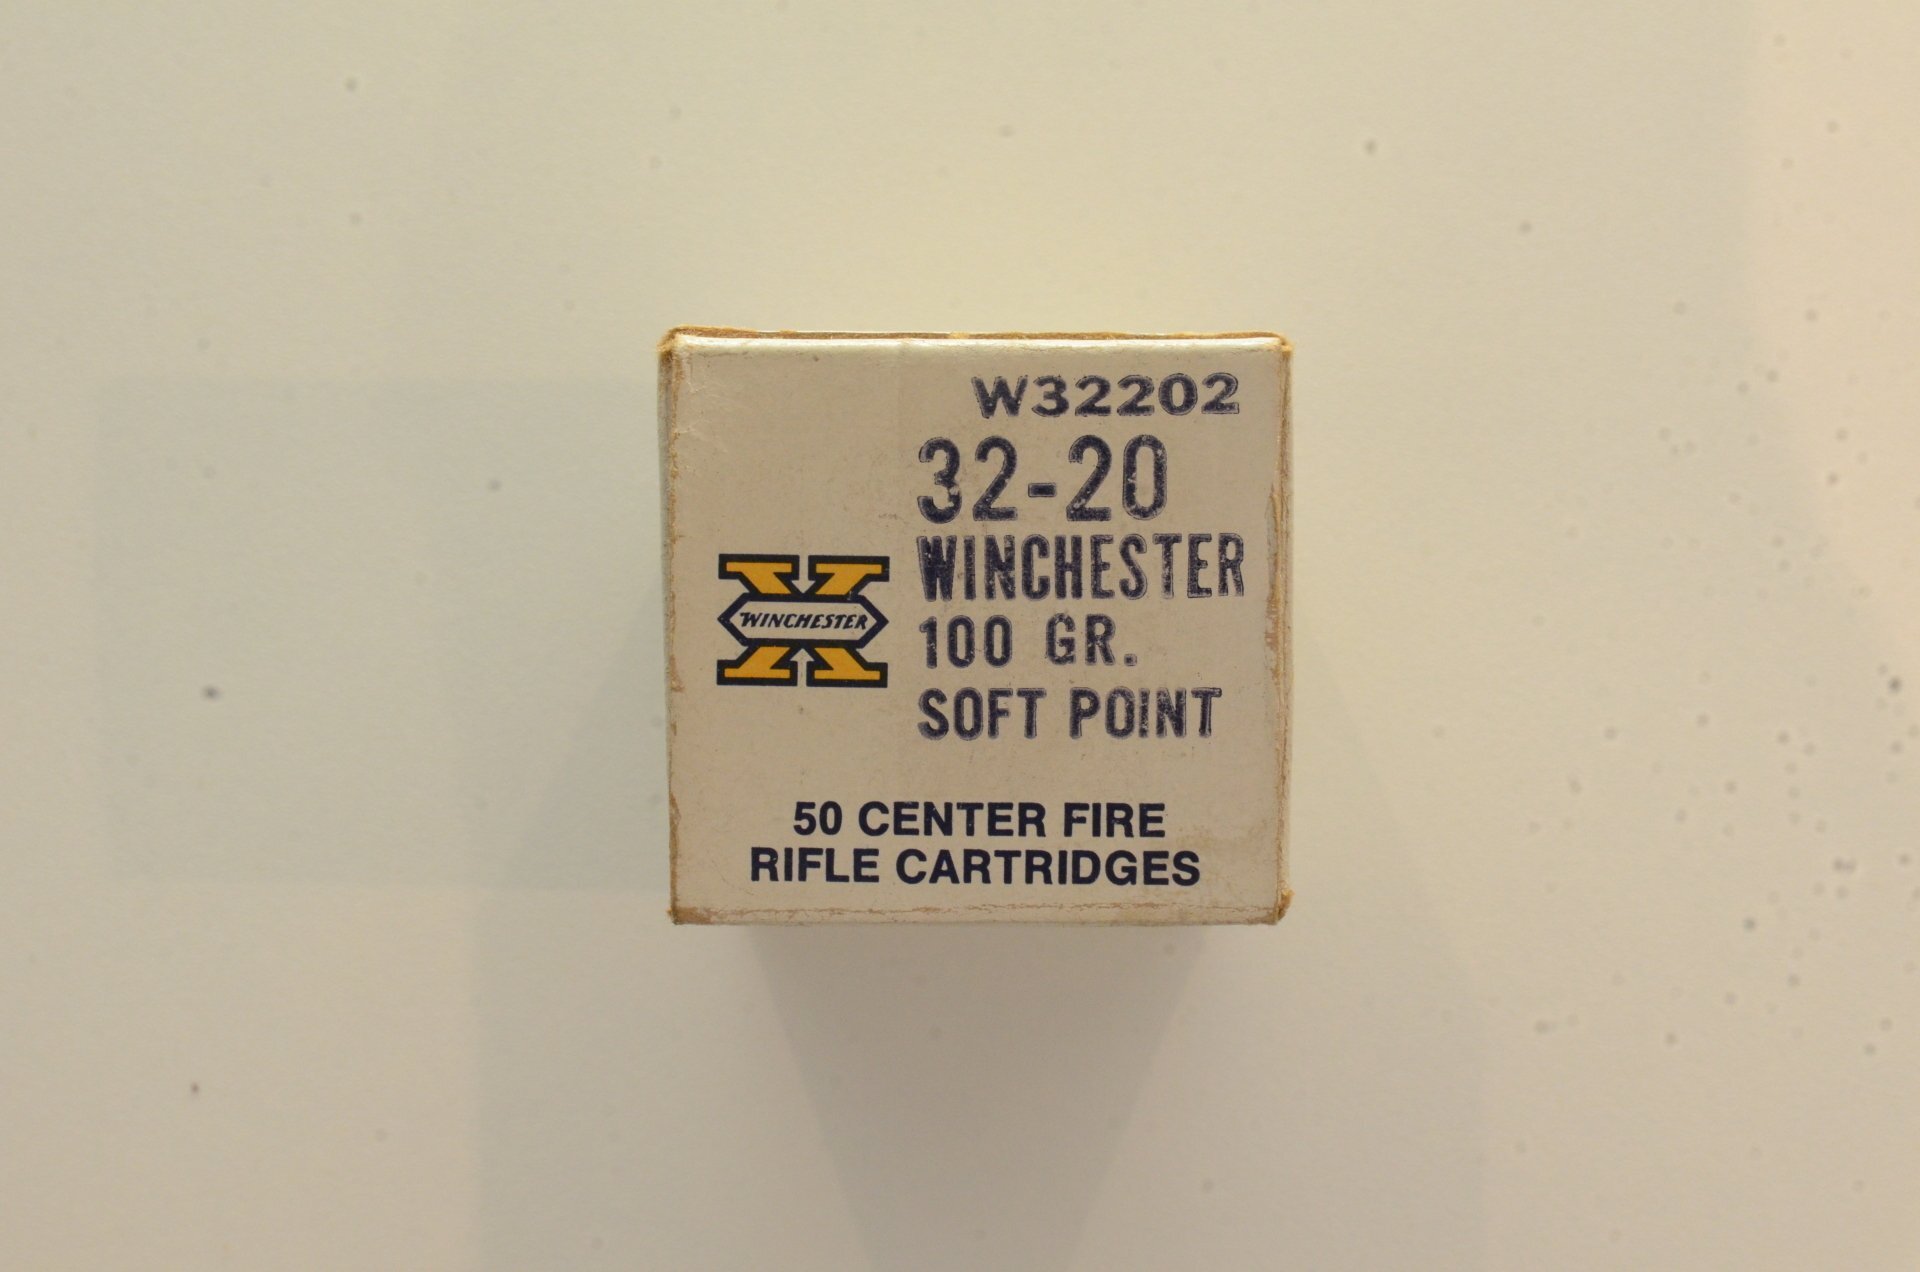 W32202
32-20
WINCHESTER
100 GR.
SOFT POINT
WINCHESTER
50 CENTER FIRE
RIFLE CARTRIDGES